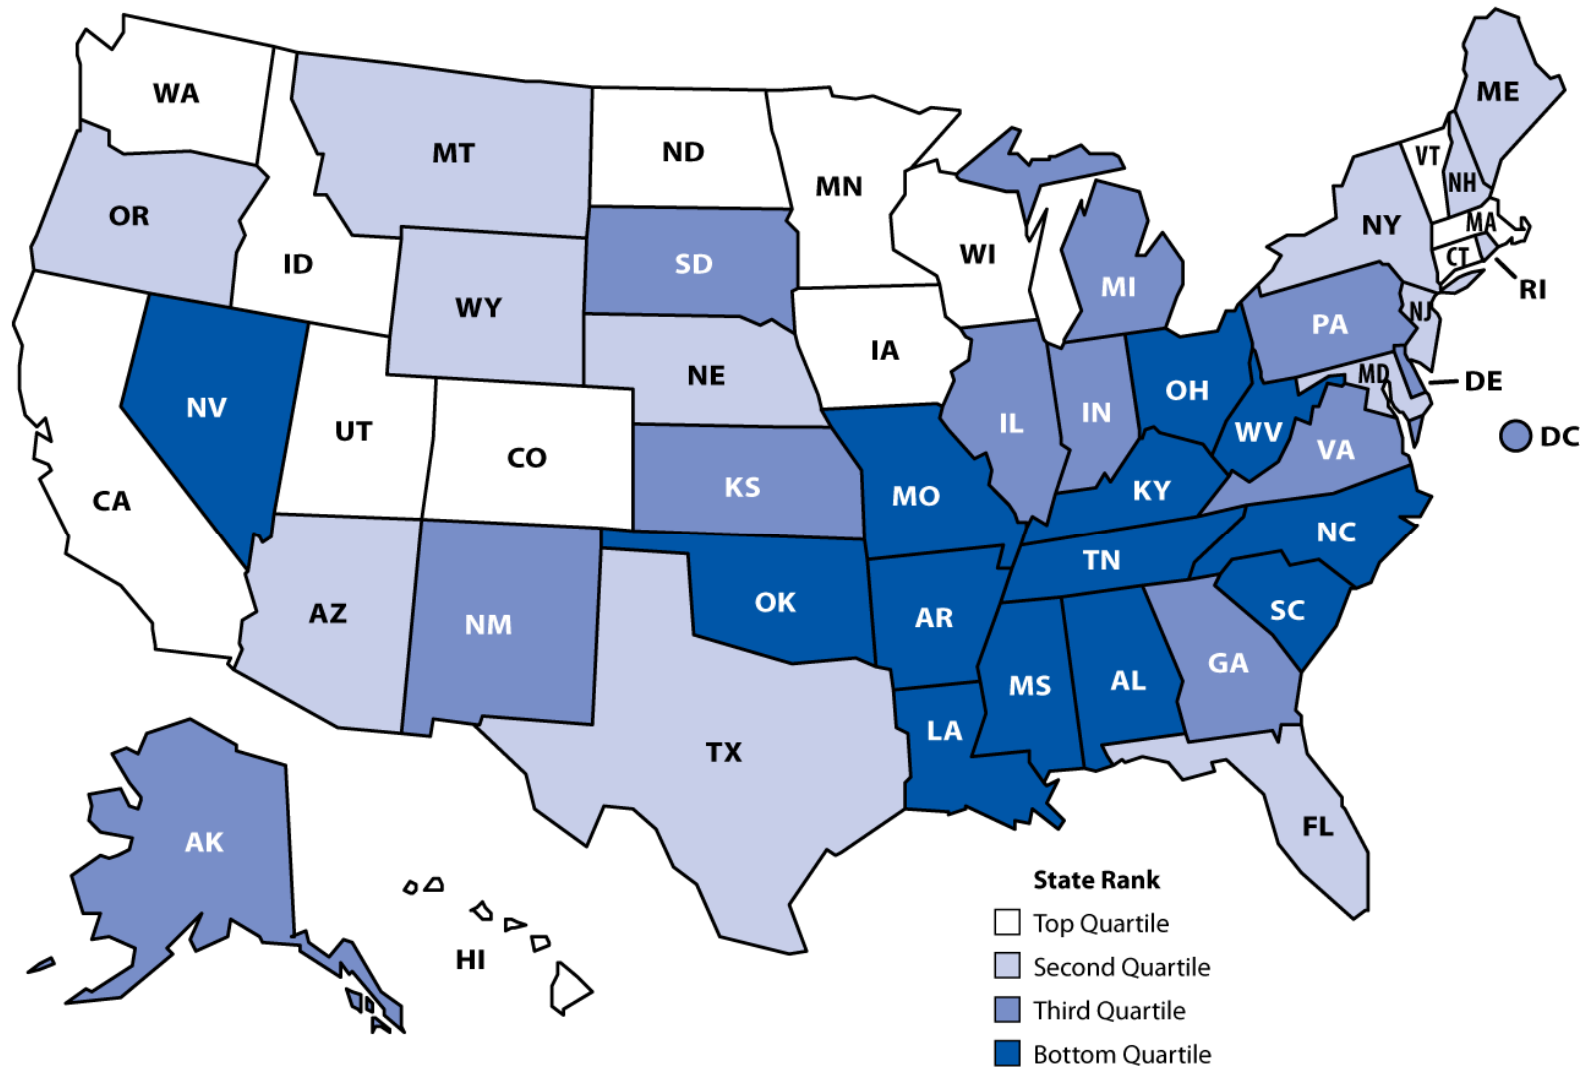 WA
MT
ND
MN
ME
VT
NH
OR
ID
SD
WI
NY
MA
CT
RI
WY
MI
NV
NE
IA
PA
NJ
UT
CO
IL
IN
OH
MD
DE
DC
CA
KS
MO
WV
VA
KY
NC
AZ
NM
OK
AR
TN
SC
TX
LA
MS
AL
GA
AK
HI
FL
State Rank
Top Quartile
Second Quartile
Third Quartile
Bottom Quartile